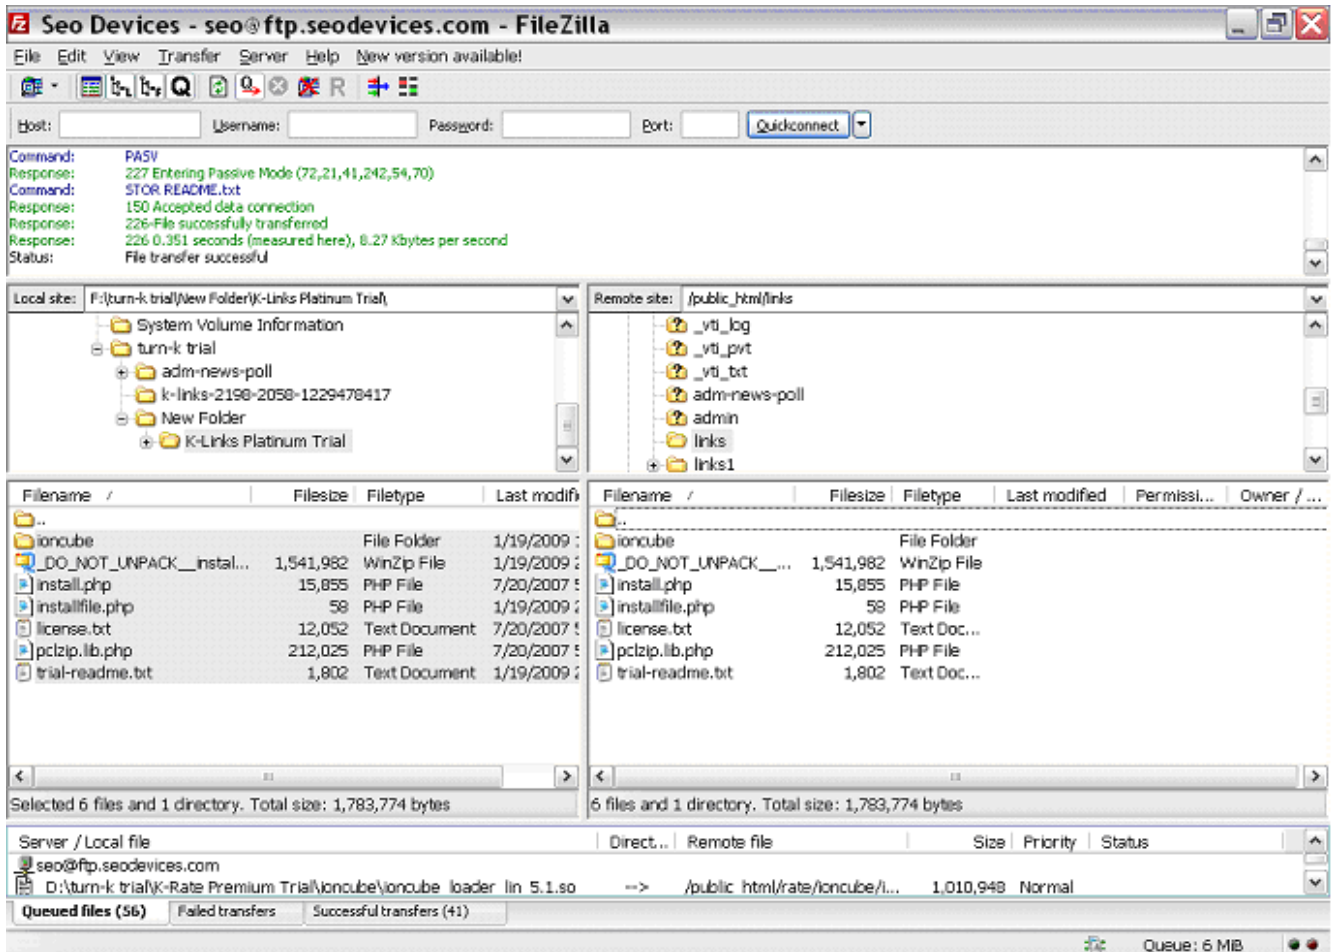 Seo Devices - seo@ftp.seodevices.com - FileZilla
File Edit View Transfer Server Help New version available!
Host: Username: Password: Port: Quickconnect
Command: PASV
Response: 227 Entering Passive Mode (72,21,41,242,54,70)
Command: STOR README.txt
Response: 150 Accepted data connection
Response: 226-File successfully transferred
Response: 226 0.351 seconds (measured here), 8.27 Kbytes per second
Status: File transfer successful
Local site: F:\turn-k trial\New Folder\K-Links Platinum Trial\
System Volume Information
turn-k trial
adm-news-poll
k-links-2198-2058-1229478417
New Folder
K-Links Platinum Trial
Remote site: /public_html/links
_vti_log
_vti_pvt
_vti_txt
adm-news-poll
admin
links
links1
Filename / Filesize Filetype Last modifi
..
ioncube File Folder 1/19/2009 1
_DO_NOT_UNPACK__instal... 1,541,982 WinZip File 1/19/2009 2
install.php 15,855 PHP File 7/20/2007 5
installfile.php 58 PHP File 1/19/2009 2
license.txt 12,052 Text Document 7/20/2007 5
pclzip.lib.php 212,025 PHP File 7/20/2007 5
trial-readme.txt 1,802 Text Document 1/19/2009 2
Selected 6 files and 1 directory. Total size: 1,783,774 bytes
Filename / Filesize Filetype Last modified Permissi... Owner / ...
..
ioncube File Folder
_DO_NOT_UNPACK__... 1,541,982 WinZip File
install.php 15,855 PHP File
installfile.php 58 PHP File
license.txt 12,052 Text Doc...
pclzip.lib.php 212,025 PHP File
trial-readme.txt 1,802 Text Doc...
6 files and 1 directory. Total size: 1,783,774 bytes
Server / Local file Direct... Remote file Size Priority Status
seo@ftp.seodevices.com
D:\turn-k trial\K-Rate Premium Trial\ioncube\ioncube_loader_lin_5.1.so --> /public_html/rate/ioncube/i... 1,010,948 Normal
Queued files (56) Failed transfers Successful transfers (41)
Queue: 6 MiB